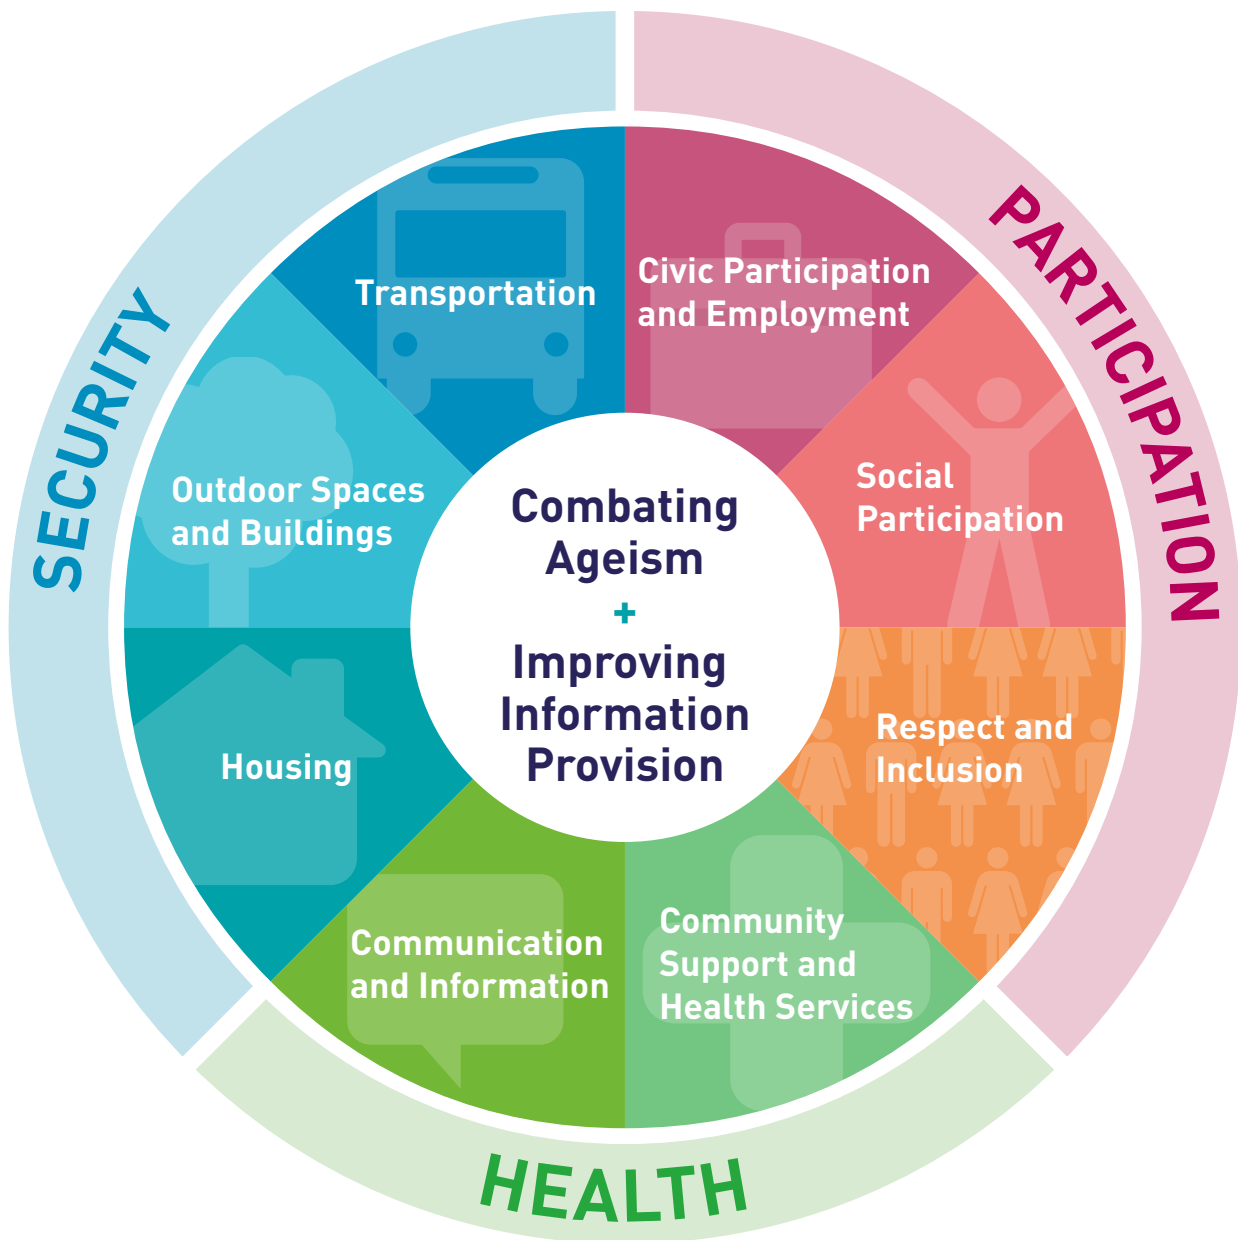 SECURITY
PARTICIPATION
HEALTH
Transportation
Civic Participation
and Employment
Social
Participation
Respect and
Inclusion
Community
Support and
Health Services
Communication
and Information
Housing
Outdoor Spaces
and Buildings
Combating
Ageism
+
Improving
Information
Provision